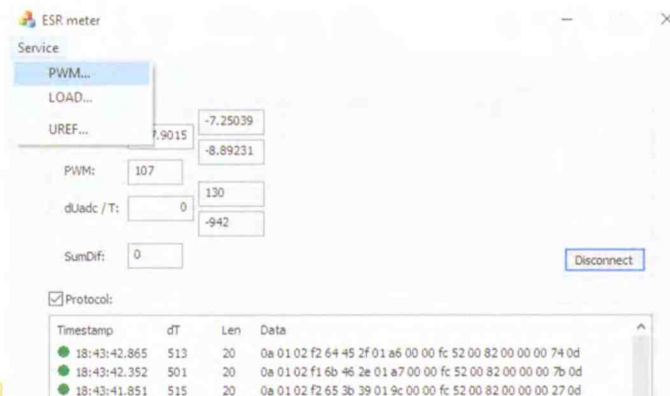 ESR meter
Service
PWM...
LOAD...
UREF...
7.9015
-7.25039
-8.89231
PWM: 107
dUadc / T: 0
130
-942
SumDif: 0
Disconnect
Protocol:
Timestamp dT Len Data
18:43:42.865 513 20 0a 01 02 f2 64 45 2f 01 a6 00 00 fc 52 00 82 00 00 00 74 0d
18:43:42.352 501 20 0a 01 02 f1 6b 46 2e 01 a7 00 00 fc 52 00 82 00 00 00 7b 0d
18:43:41.851 515 20 0a 01 02 f2 65 3b 39 01 9c 00 00 fc 52 00 82 00 00 00 27 0d